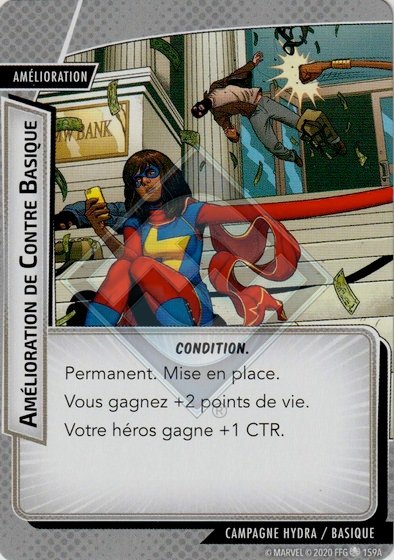 AMÉLIORATION
AMÉLIORATION DE CONTRE BASIQUE
W BANK
CONDITION.
Permanent. Mise en place.
Vous gagnez +2 points de vie.
Votre héros gagne +1 CTR.
®
CAMPAGNE HYDRA / BASIQUE
© MARVEL © 2020 FFG 159A